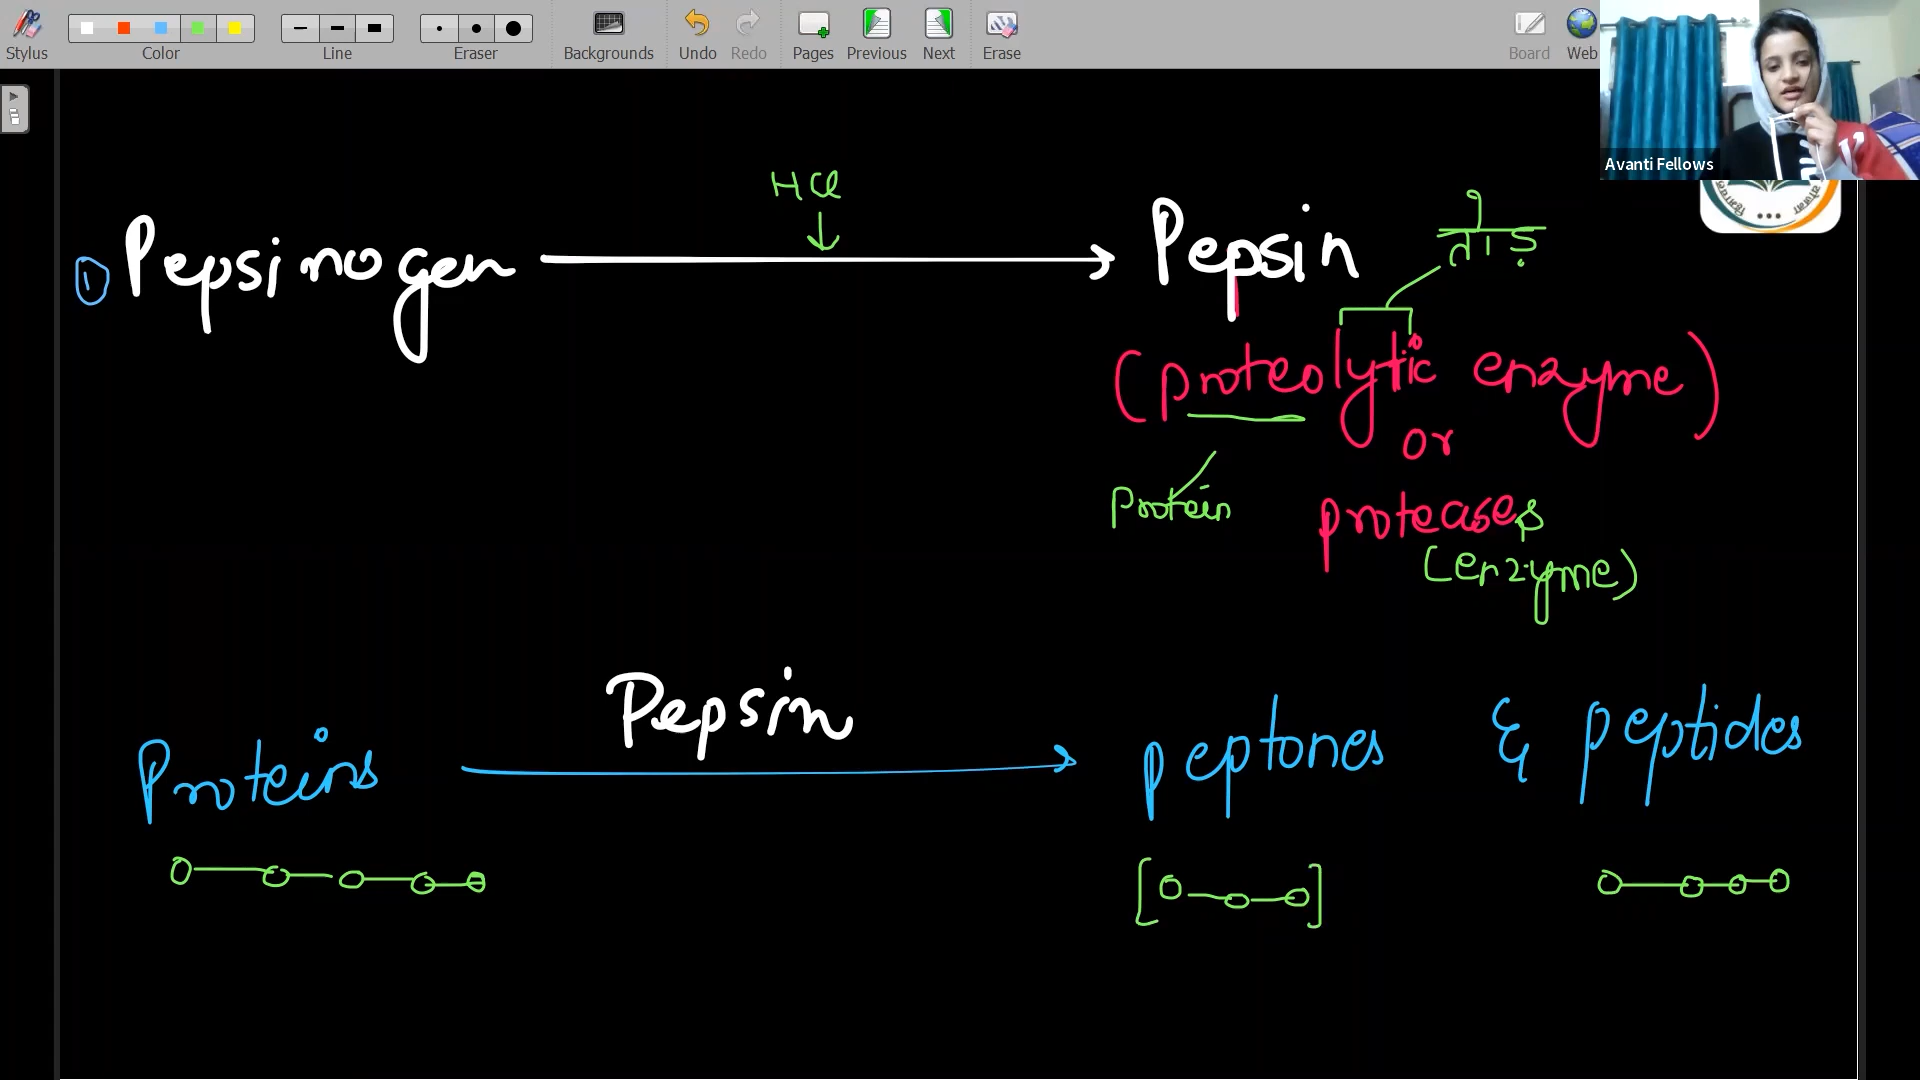 Stylus Color Line Eraser Backgrounds Undo Redo Pages Previous Next Erase Board Web
Avanti Fellows
HCl
① Pepsinogen Pepsin
(proteolytic enzyme)
or
Protein
proteases
(enzyme)
Pepsin
Proteins peptones & peptides